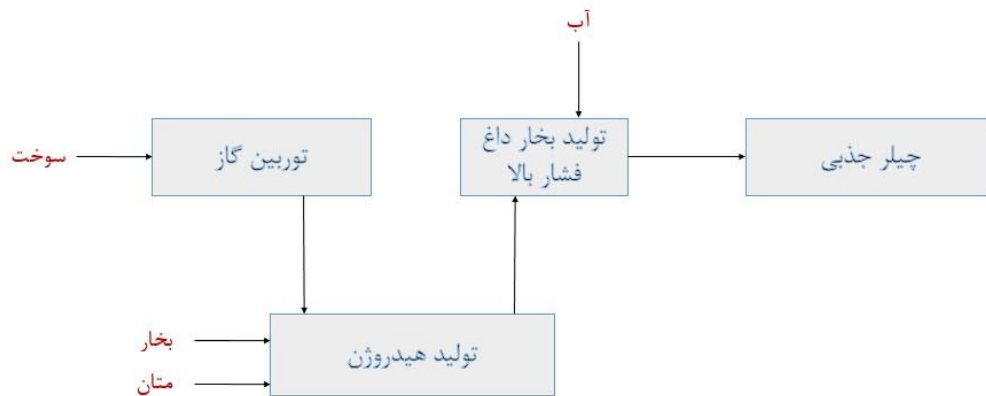 آب
سوخت
توربین گاز
تولید بخار داغ
فشار بالا
چیلر جذبی
بخار
متان
تولید هیدروژن